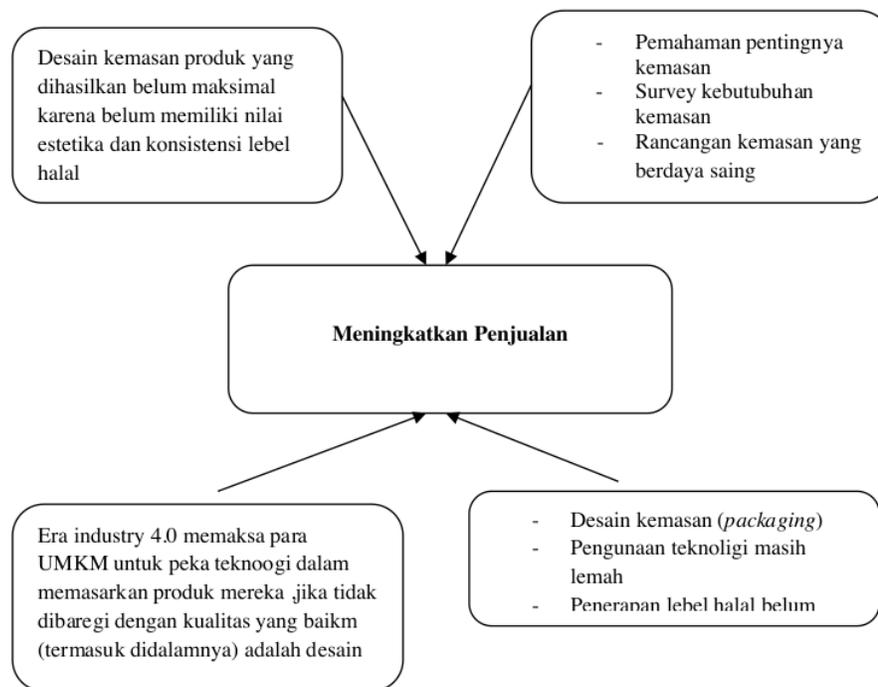 Desain kemasan produk yang
dihasilkan belum maksimal
karena belum memiliki nilai
estetika dan konsistensi lebel
halal
- Pemahaman pentingnya
kemasan
- Survey kebutubuhan
kemasan
- Rancangan kemasan yang
berdaya saing
Meningkatkan Penjualan
Era industry 4.0 memaksa para
UMKM untuk peka teknoogi dalam
memasarkan produk mereka ,jika tidak
dibaregi dengan kualitas yang baikm
(termasuk didalamnya) adalah desain
- Desain kemasan (packaging)
- Pengunaan teknoligi masih
lemah
- Penerapan lebel halal belum